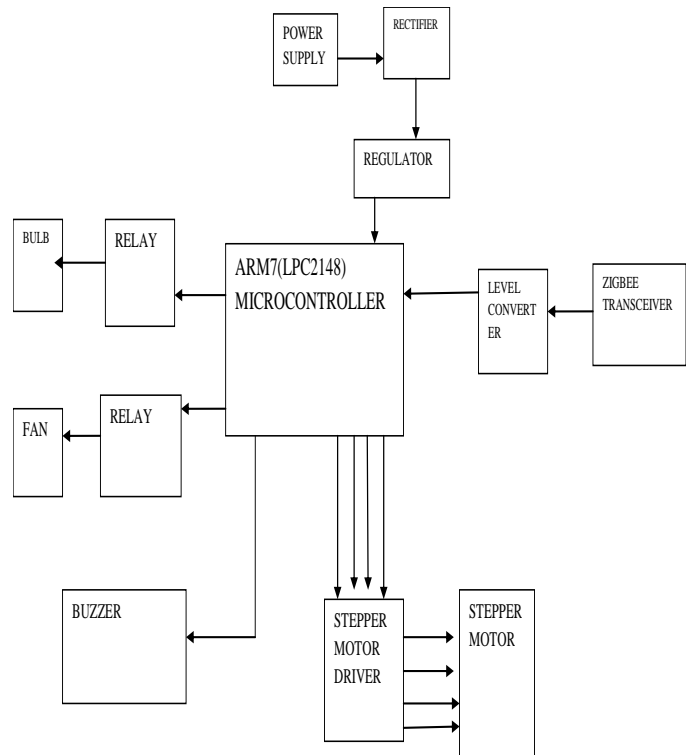 POWER
SUPPLY
RECTIFIER
REGULATOR
BULB
RELAY
ARM7(LPC2148)
MICROCONTROLLER
LEVEL
CONVERT
ER
ZIGBEE
TRANSCEIVER
FAN
RELAY
BUZZER
STEPPER
MOTOR
DRIVER
STEPPER
MOTOR